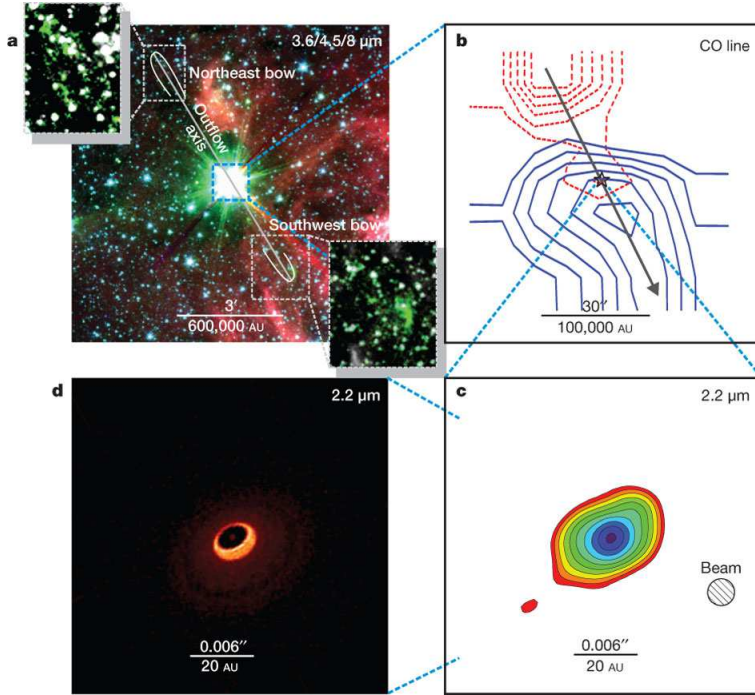 a
3.6/4.5/8 µm
Northeast bow
Outflow
axis
Southwest bow
3′
600,000 AU
b
CO line
30″
100,000 AU
d
2.2 µm
0.006″
20 AU
c
2.2 µm
Beam
0.006″
20 AU